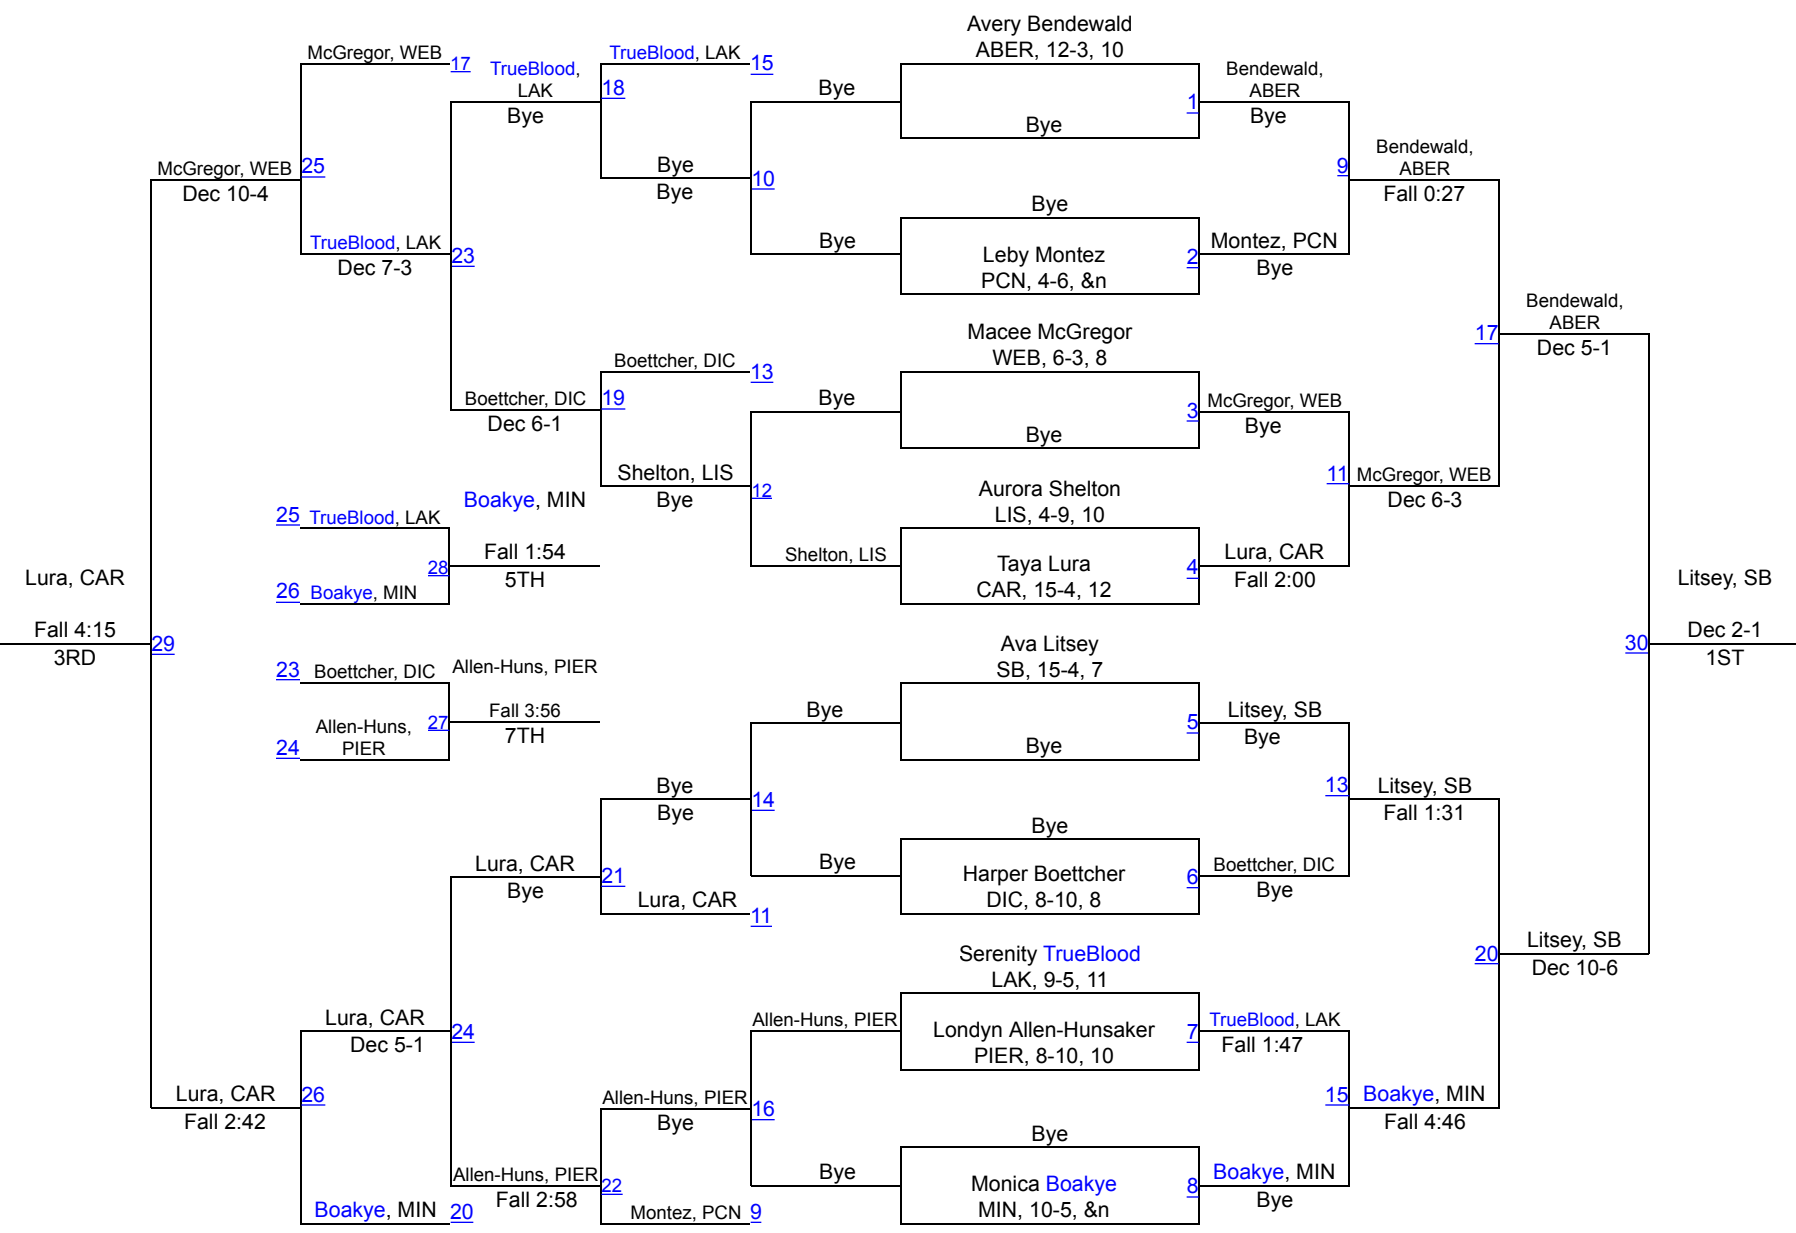 Avery Bendewald
ABER, 12-3, 10
McGregor, WEB
17
TrueBlood,
LAK
Bye
TrueBlood, LAK
15
18
Bye
Bye
1
Bendewald,
ABER
Bye
McGregor, WEB
25
Dec 10-4
Bye
Bye
10
9
Bendewald,
ABER
Fall 0:27
Bye
TrueBlood, LAK
23
Dec 7-3
Bye
Leby Montez
PCN, 4-6, &n
2
Montez, PCN
Bye
Bendewald,
ABER
17
Dec 5-1
Macee McGregor
WEB, 6-3, 8
Boettcher, DIC
13
Boettcher, DIC
19
Dec 6-1
Bye
Bye
3
McGregor, WEB
Bye
Shelton, LIS
12
Bye
11
McGregor, WEB
Dec 6-3
Aurora Shelton
LIS, 4-9, 10
Boakye, MIN
25
TrueBlood, LAK
Fall 1:54
28
5TH
26
Boakye, MIN
Shelton, LIS
Taya Lura
CAR, 15-4, 12
4
Lura, CAR
Fall 2:00
Lura, CAR
Fall 4:15
29
3RD
Litsey, SB
Dec 2-1
30
1ST
Ava Litsey
SB, 15-4, 7
23
Boettcher, DIC
Allen-Huns, PIER
Fall 3:56
27
7TH
Allen-Huns,
PIER
24
Bye
Bye
5
Litsey, SB
Bye
Bye
14
Bye
13
Litsey, SB
Fall 1:31
Bye
Lura, CAR
21
Bye
Bye
Harper Boettcher
DIC, 8-10, 8
6
Boettcher, DIC
Bye
Lura, CAR
11
Serenity TrueBlood
LAK, 9-5, 11
20
Litsey, SB
Dec 10-6
Lura, CAR
24
Dec 5-1
Allen-Huns, PIER
Londyn Allen-Hunsaker
PIER, 8-10, 10
7
TrueBlood, LAK
Fall 1:47
Lura, CAR
26
Fall 2:42
Allen-Huns, PIER
16
Bye
15
Boakye, MIN
Fall 4:46
Bye
Allen-Huns, PIER
22
Fall 2:58
Bye
Monica Boakye
MIN, 10-5, &n
8
Boakye, MIN
Bye
Boakye, MIN
20
Montez, PCN
9